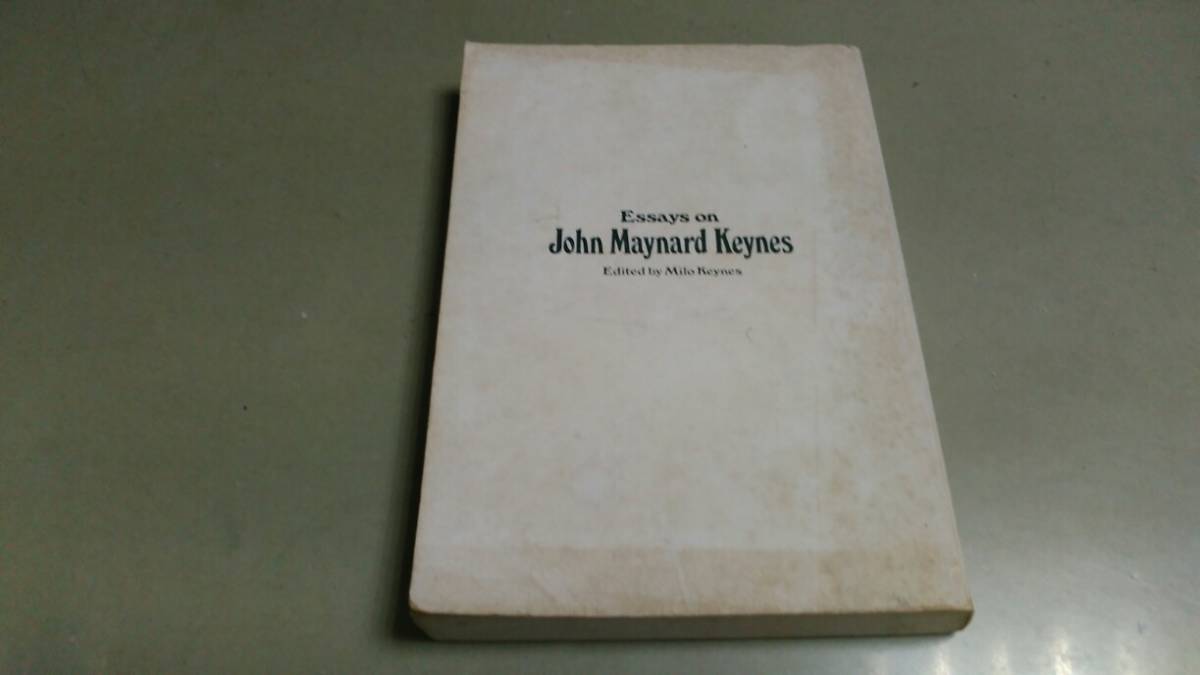 Essays on
John Maynard Keynes
Edited by Milo Keynes